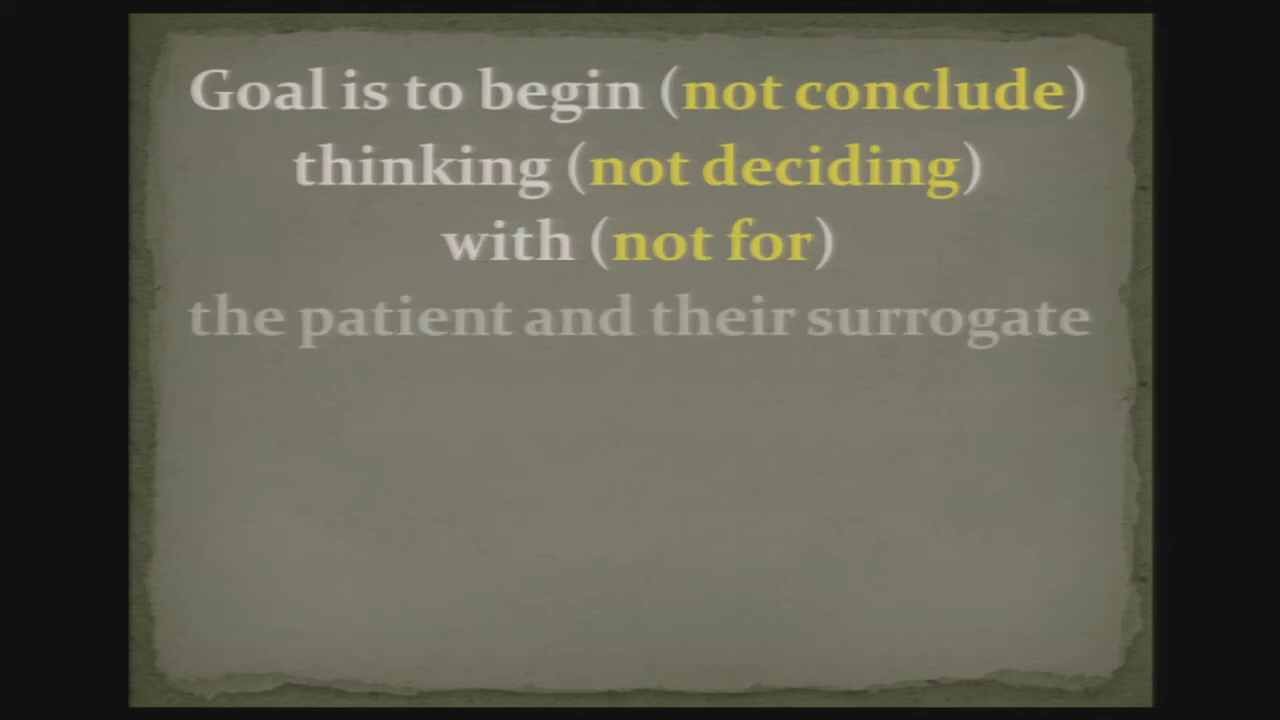 Goal is to begin (not conclude)
thinking (not deciding)
with (not for)
the patient and their surrogate